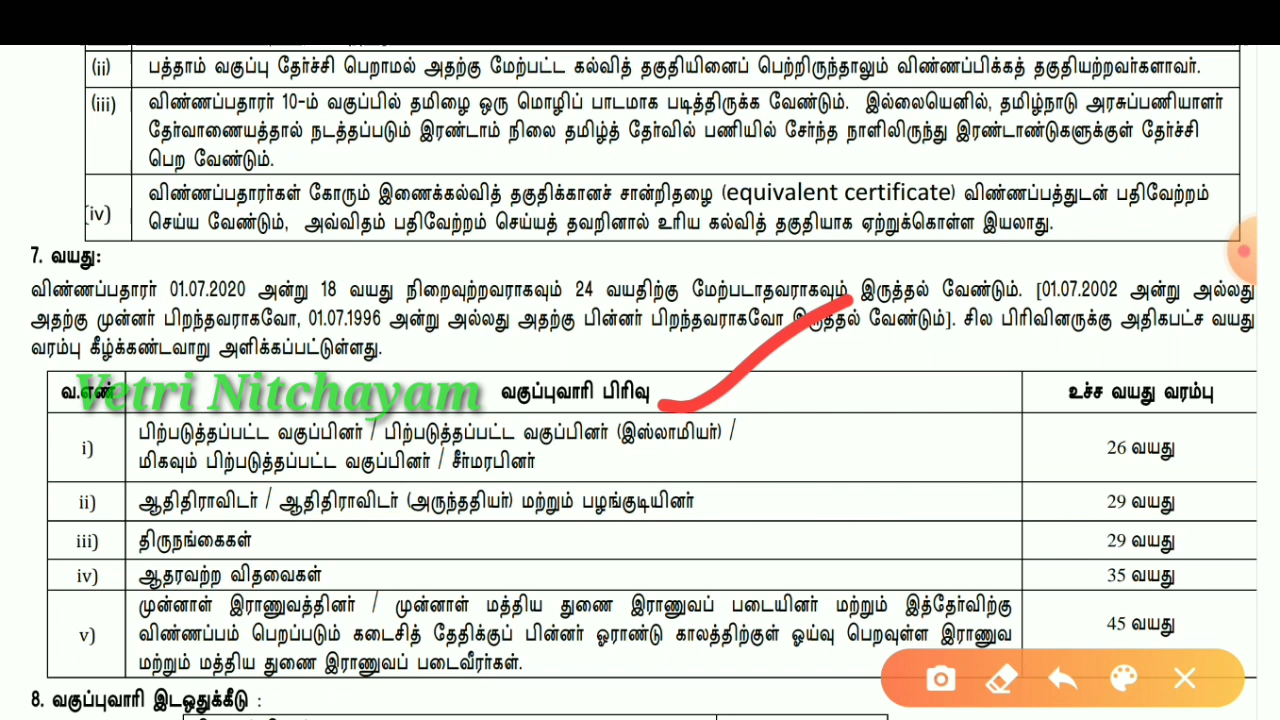 (ii) பத்தாம் வகுப்பு தேர்ச்சி பெறாமல் அதற்கு மேற்பட்ட கல்வித் தகுதியினைப் பெற்றிருந்தாலும் விண்ணப்பிக்கத் தகுதியற்றவர்களாவர்.
(iii) விண்ணப்பதாரர் 10-ம் வகுப்பில் தமிழை ஒரு மொழிப் பாடமாக படித்திருக்க வேண்டும். இல்லையெனில், தமிழ்நாடு அரசுப்பணியாளர்
தேர்வாணையத்தால் நடத்தப்படும் இரண்டாம் நிலை தமிழ்த் தேர்வில் பணியில் சேர்ந்த நாளிலிருந்து இரண்டாண்டுகளுக்குள் தேர்ச்சி
பெற வேண்டும்.
(iv) விண்ணப்பதாரர்கள் கோரும் இணைக்கல்வித் தகுதிக்கானச் சான்றிதழை (equivalent certificate) விண்ணப்பத்துடன் பதிவேற்றம்
செய்ய வேண்டும், அவ்விதம் பதிவேற்றம் செய்யத் தவறினால் உரிய கல்வித் தகுதியாக ஏற்றுக்கொள்ள இயலாது.
7. வயது:
விண்ணப்பதாரர் 01.07.2020 அன்று 18 வயது நிறைவுற்றவராகவும் 24 வயதிற்கு மேற்படாதவராகவும் இருத்தல் வேண்டும். [01.07.2002 அன்று அல்லது
அதற்கு முன்னர் பிறந்தவராகவோ, 01.07.1996 அன்று அல்லது அதற்கு பின்னர் பிறந்தவராகவோ இருத்தல் வேண்டும்]. சில பிரிவினருக்கு அதிகபட்ச வயது
வரம்பு கீழ்க்கண்டவாறு அளிக்கப்பட்டுள்ளது.
Vetri Nitchayam
வ.எண் வகுப்புவாரி பிரிவு உச்ச வயது வரம்பு
i) பிற்படுத்தப்பட்ட வகுப்பினர் / பிற்படுத்தப்பட்ட வகுப்பினர் (இஸ்லாமியர்) /
மிகவும் பிற்படுத்தப்பட்ட வகுப்பினர் / சீர்மரபினர் 26 வயது
ii) ஆதிதிராவிடர் / ஆதிதிராவிடர் (அருந்ததியர்) மற்றும் பழங்குடியினர் 29 வயது
iii) திருநங்கைகள் 29 வயது
iv) ஆதரவற்ற விதவைகள் 35 வயது
v) முன்னாள் இராணுவத்தினர் / முன்னாள் மத்திய துணை இராணுவப் படையினர் மற்றும் இத்தேர்விற்கு
விண்ணப்பம் பெறப்படும் கடைசித் தேதிக்குப் பின்னர் ஓராண்டு காலத்திற்குள் ஓய்வு பெறவுள்ள இராணுவ 45 வயது
மற்றும் மத்திய துணை இராணுவப் படைவீரர்கள்.
8. வகுப்புவாரி இடஒதுக்கீடு :